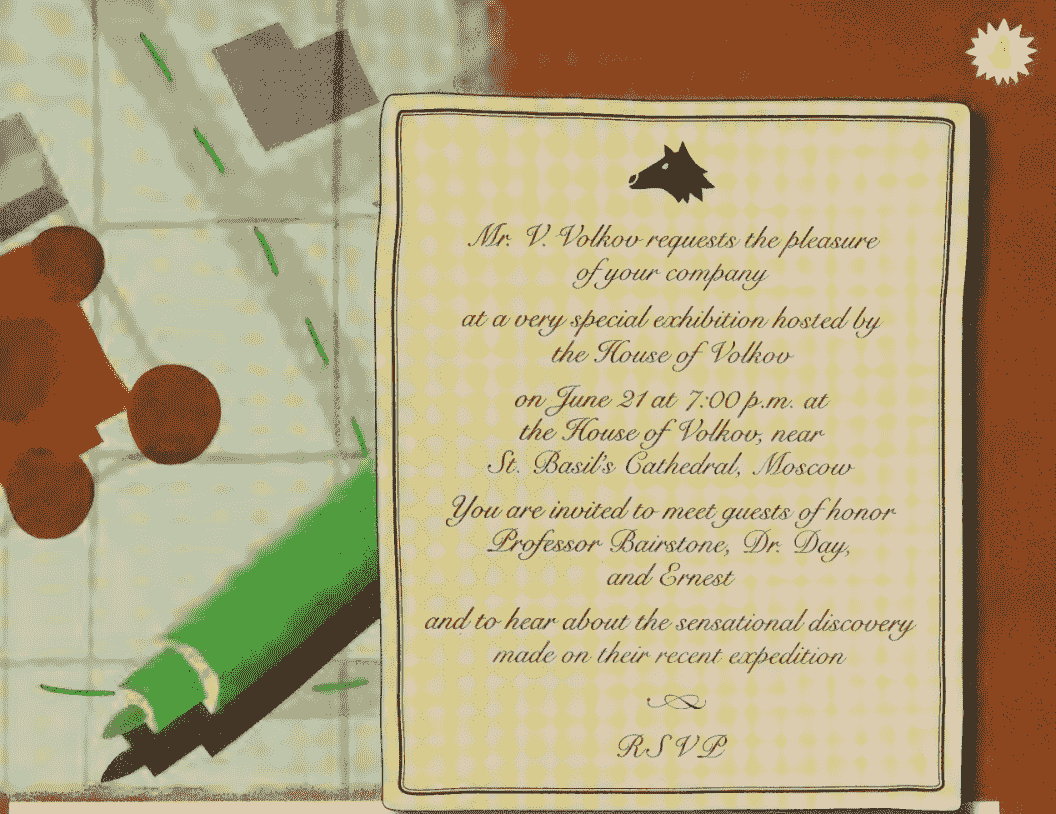 Mr. V. Volkov requests the pleasure
of your company
at a very special exhibition hosted by
the House of Volkov
on June 21 at 7:00 p.m. at
the House of Volkov, near
St. Basil's Cathedral, Moscow
You are invited to meet guests of honor
Professor Bairstone, Dr. Day,
and Ernest
and to hear about the sensational discovery
made on their recent expedition
RSVP